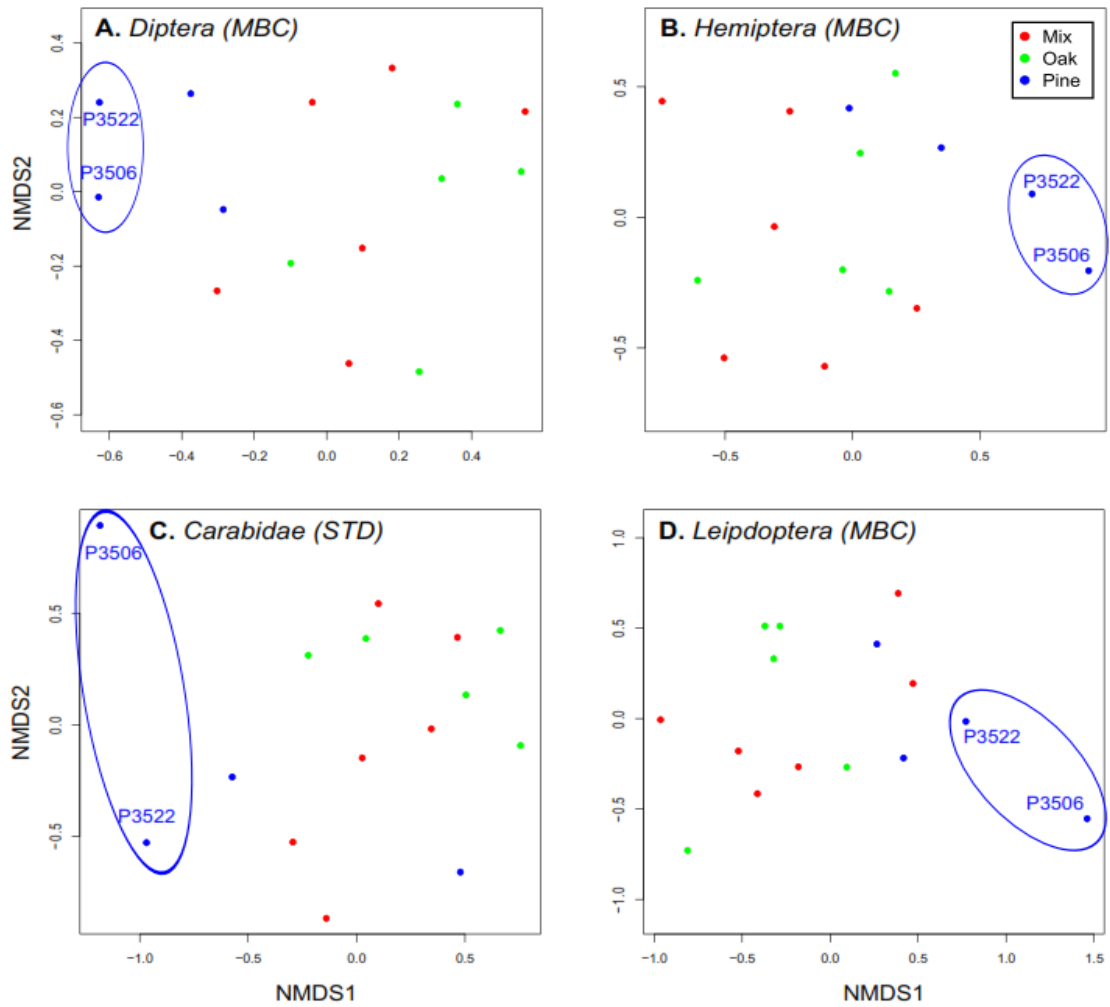 A. Diptera (MBC)
NMDS2
0.4
0.2
0.0
−0.2
−0.4
−0.6
P3522
P3506
−0.6
−0.4
−0.2
0.0
0.2
0.4
B. Hemiptera (MBC)
Mix
Oak
Pine
0.5
0.0
−0.5
P3522
P3506
−0.5
0.0
0.5
C. Carabidae (STD)
NMDS2
0.5
0.0
−0.5
P3506
P3522
−1.0
−0.5
0.0
0.5
NMDS1
D. Leipdoptera (MBC)
1.0
0.5
0.0
−0.5
−1.0
P3522
P3506
−1.0
−0.5
0.0
0.5
1.0
1.5
NMDS1